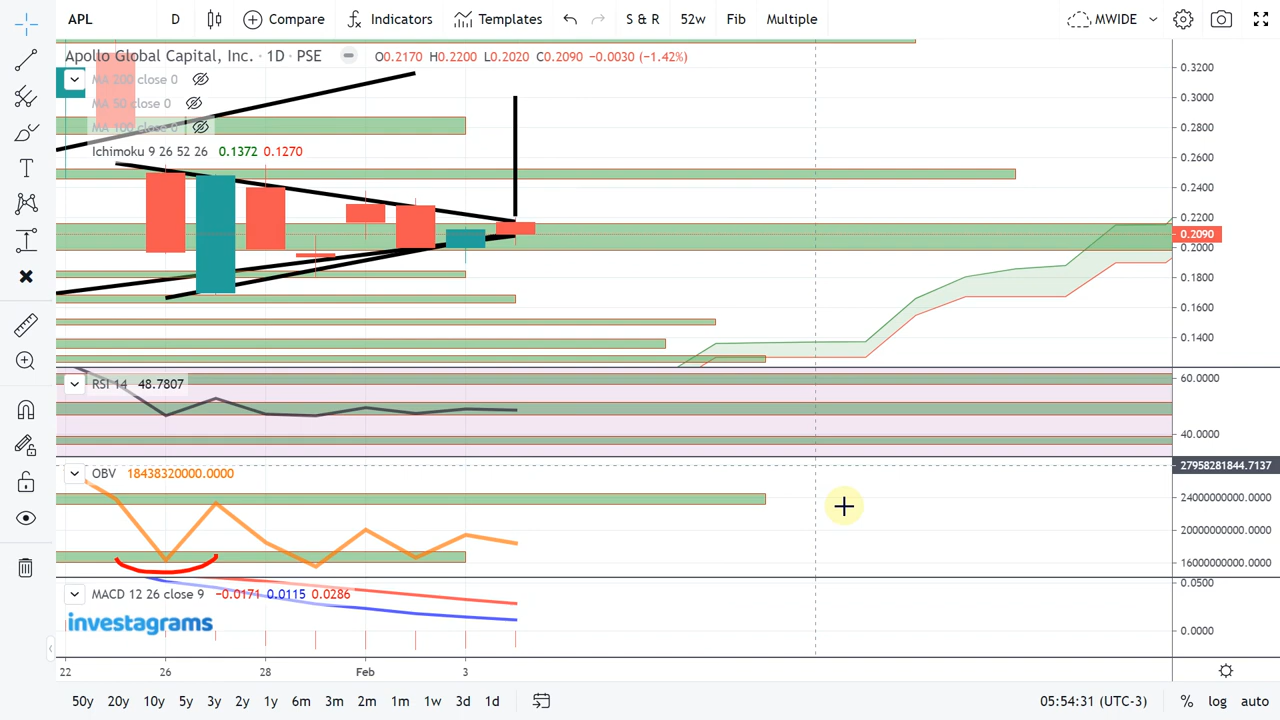 APL D Compare Indicators Templates S & R 52w Fib Multiple MWIDE
Apollo Global Capital, Inc. · 1D · PSE O0.2170 H0.2200 L0.2020 C0.2090 −0.0030 (−1.42%)
MA 200 close 0
MA 50 close 0
MA 100 close 0
Ichimoku 9 26 52 26 0.1372 0.1270
0.3200
0.3000
0.2800
0.2600
0.2400
0.2200
0.2090
0.2000
0.1800
0.1600
0.1400
RSI 14 48.7807
60.0000
40.0000
OBV 18438320000.0000
27958281844.7137
24000000000.0000
20000000000.0000
16000000000.0000
MACD 12 26 close 9 −0.0171 0.0115 0.0286
0.0500
0.0000
investagrams
22 26 28 Feb 3
50y 20y 10y 5y 3y 2y 1y 6m 3m 2m 1m 1w 3d 1d 05:54:31 (UTC-3) % log auto